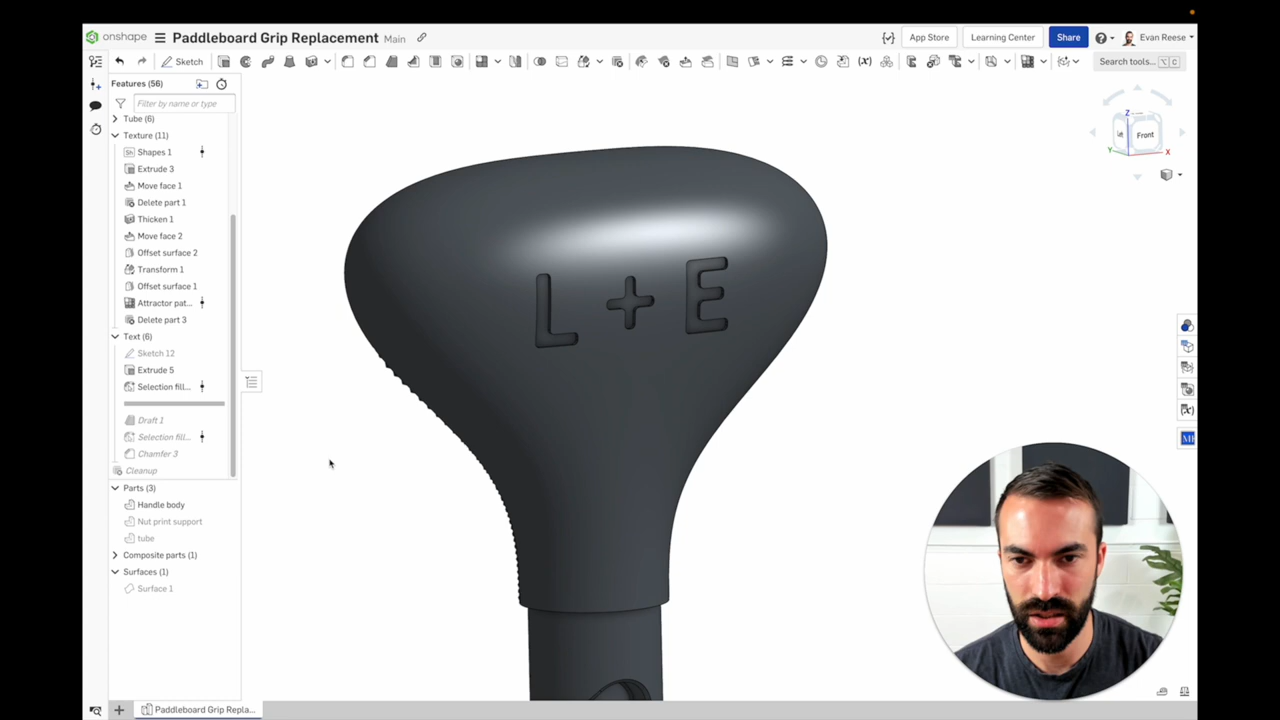 onshape Paddleboard Grip Replacement Main App Store Learning Center Share Evan Reese
Sketch Search tools... C
Features (56)
Filter by name or type
Tube (6)
Texture (11)
Shapes 1
Extrude 3
Move face 1
Delete part 1
Thicken 1
Move face 2
Offset surface 2
Transform 1
Offset surface 1
Attractor pat...
Delete part 3
Text (6)
Sketch 12
Extrude 5
Selection fill...
Draft 1
Selection fill...
Chamfer 3
Cleanup
Parts (3)
Handle body
Nut print support
tube
Composite parts (1)
Surfaces (1)
Surface 1
Paddleboard Grip Repla...
L + E
Z
Front
Y
X